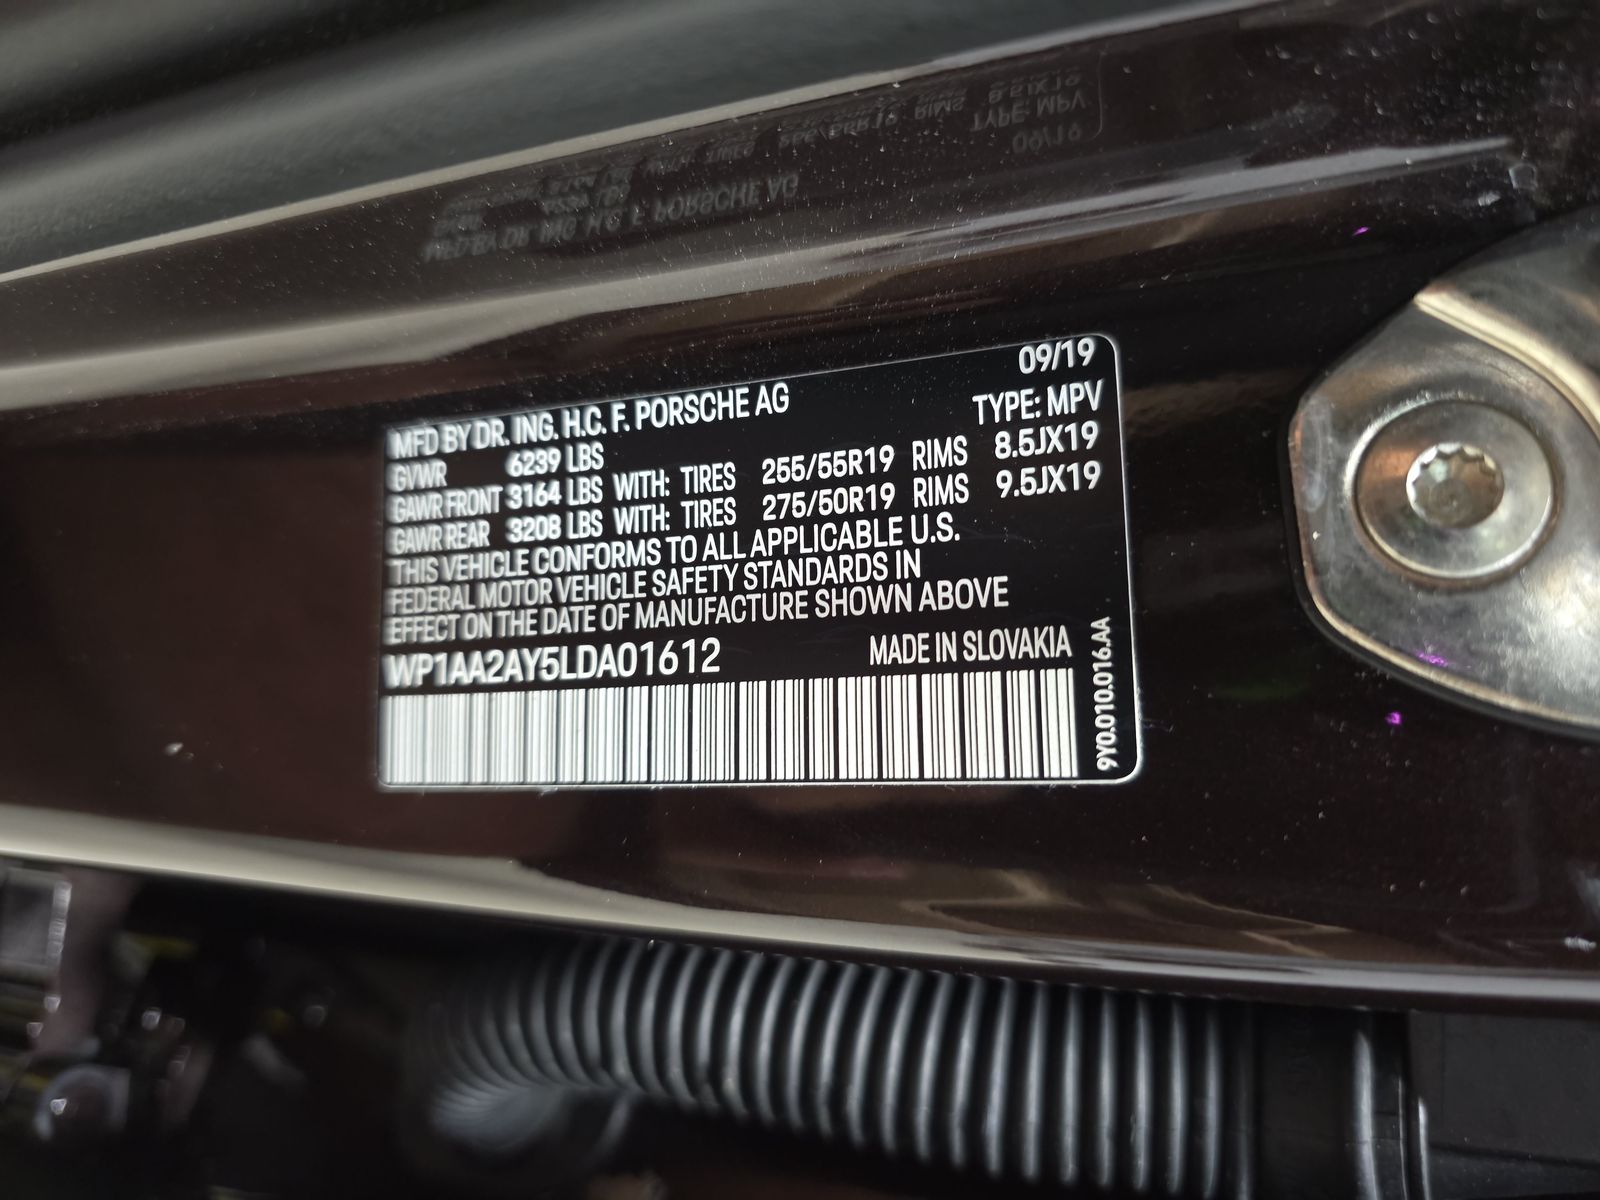 09/19
MFD BY DR. ING. H.C. F. PORSCHE AG TYPE: MPV
GVWR 6239 LBS
GAWR FRONT 3164 LBS WITH: TIRES 255/55R19 RIMS 8.5JX19
GAWR REAR 3208 LBS WITH: TIRES 275/50R19 RIMS 9.5JX19
THIS VEHICLE CONFORMS TO ALL APPLICABLE U.S.
FEDERAL MOTOR VEHICLE SAFETY STANDARDS IN
EFFECT ON THE DATE OF MANUFACTURE SHOWN ABOVE
WP1AA2AY5LDA01612 MADE IN SLOVAKIA
9Y0.010.016.AA